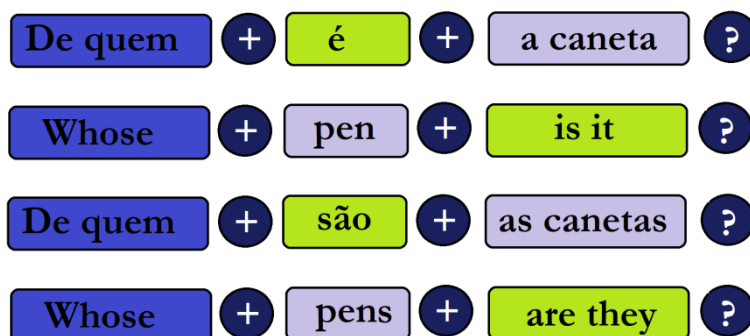 De quem + é + a caneta ?
Whose + pen + is it ?
De quem + são + as canetas ?
Whose + pens + are they ?